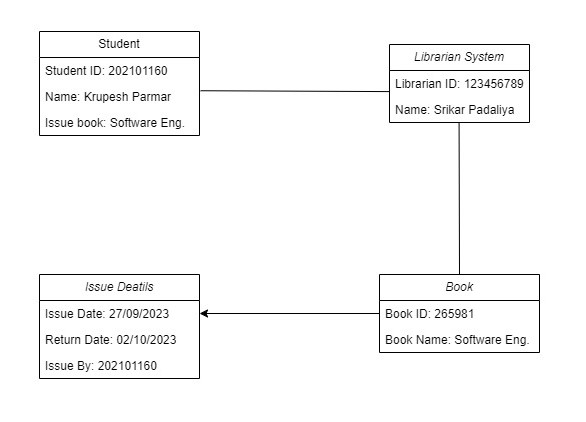 Student
Student ID: 202101160
Name: Krupesh Parmar
Issue book: Software Eng.
Librarian System
Librarian ID: 123456789
Name: Srikar Padaliya
Issue Deatils
Issue Date: 27/09/2023
Return Date: 02/10/2023
Issue By: 202101160
Book
Book ID: 265981
Book Name: Software Eng.